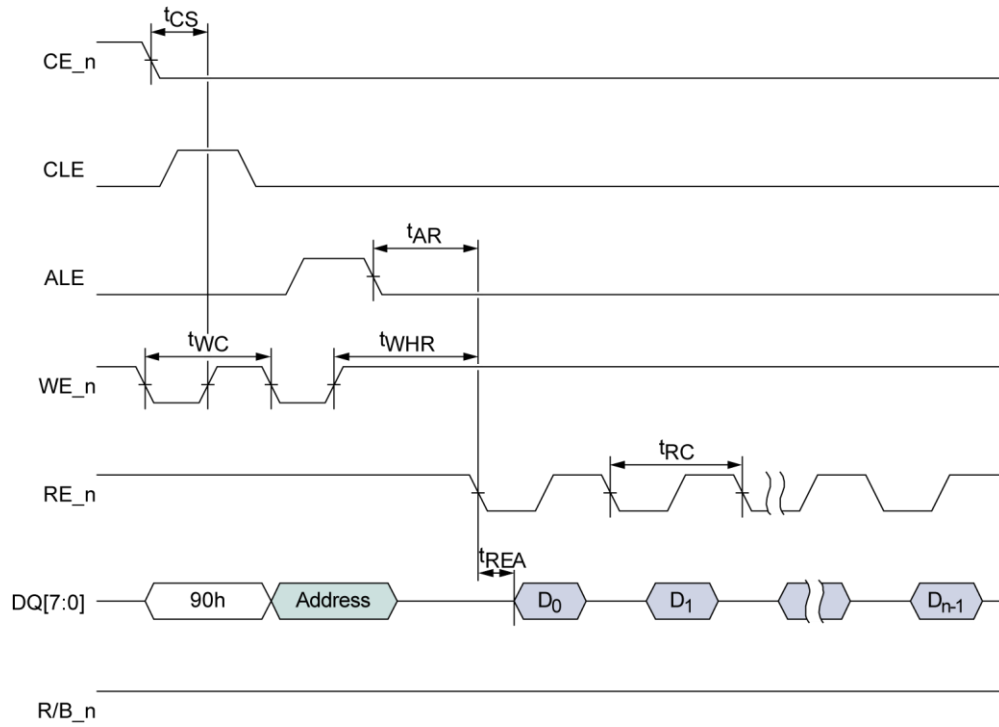 tCS
CE_n
CLE
tAR
ALE
tWC
tWHR
WE_n
tRC
RE_n
tREA
DQ[7:0] 90h Address D0 D1 Dn-1
R/B_n